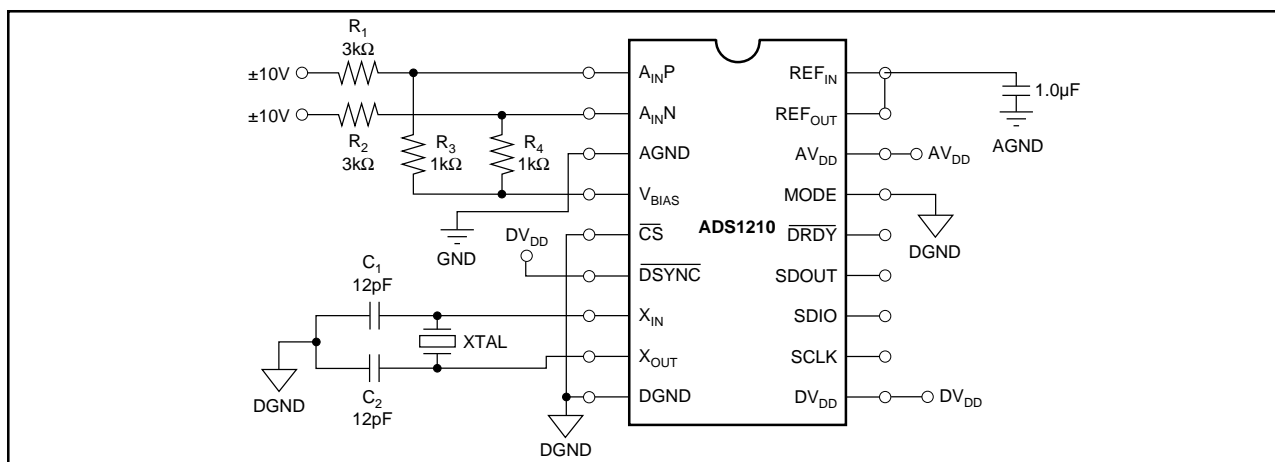 R1
3kΩ
±10V
±10V
R2
3kΩ
R3
1kΩ
R4
1kΩ
GND
DVDD
C1
12pF
XTAL
C2
12pF
DGND
DGND
AINP
AINN
AGND
VBIAS
CS
DSYNC
XIN
XOUT
DGND
ADS1210
REFIN
REFOUT
AVDD
MODE
DRDY
SDOUT
SDIO
SCLK
DVDD
1.0µF
AGND
AVDD
DGND
DVDD